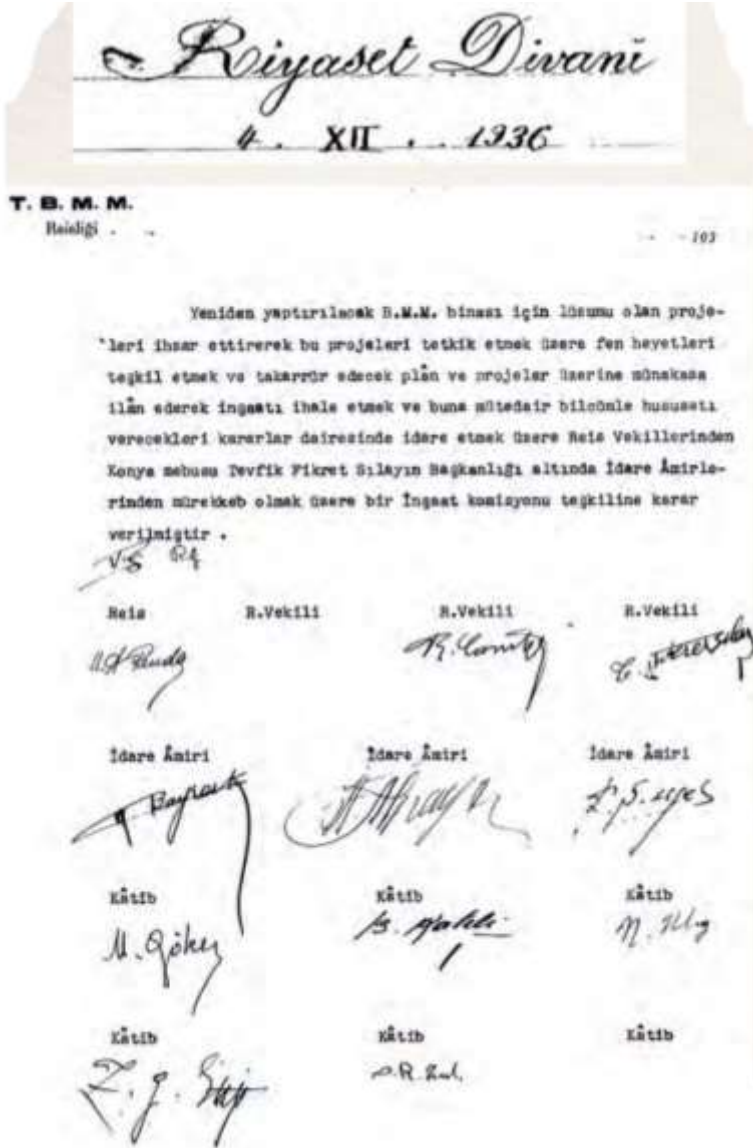 Riyaset Divanı
4 . XII . . 1936
T. B. M. M.
Reisliği
103
Yeniden yaptırılacak B.M.M. binası için lüzumu olan proje-
leri ihzar ettirerek bu projeleri tetkik etmek üzere fen heyetleri
teşkil etmek ve takarrür edecek plân ve projeler üzerine münakasa
ilân ederek inşaatı ihale etmek ve buna mütedair bilcümle hususatı
verecekleri kararlar dairesinde idare etmek üzere Reis Vekillerinden
Konya mebusu Tevfik Fikret Sılayın Başkanlığı altında İdare Âmirle-
rinden mürekkeb olmak üzere bir İnşaat komisyonu teşkiline karar
verilmiştir .
Reis R.Vekili R.Vekili R.Vekili
İdare Âmiri İdare Âmiri İdare Âmiri
Bayrak
Kâtib Kâtib Kâtib
M. Göker
Kâtib Kâtib Kâtib